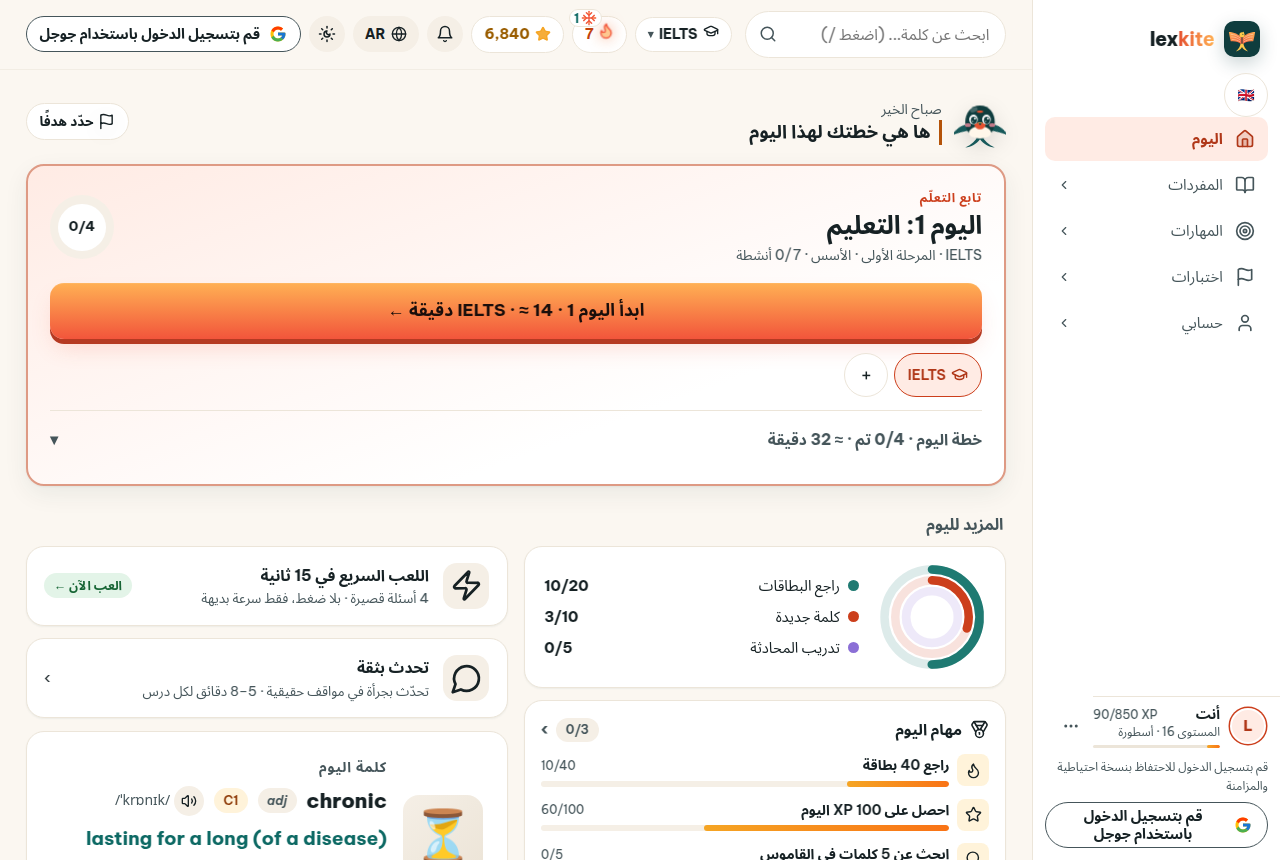 lexkite
اليوم
المفردات
المهارات
اختبارات
حسابي
أنت 90/850 XP
المستوى 16 · أسطورة
قم بتسجيل الدخول للاحتفاظ بنسخة احتياطية
والمزامنة
قم بتسجيل الدخول
باستخدام جوجل
L
ابحث عن كلمة... (اضغط /)
IELTS ▾
7
1
6,840
AR
قم بتسجيل الدخول باستخدام جوجل
صباح الخير
ها هي خطتك لهذا اليوم
حدّد هدفًا
تابع التعلّم
اليوم 1: التعليم
IELTS · المرحلة الأولى · الأسس · 0/7 أنشطة
0/4
ابدأ اليوم 1 · IELTS · ≈ 14 دقيقة ←
IELTS
+
خطة اليوم · 0/4 تم · ≈ 32 دقيقة
المزيد لليوم
راجع البطاقات 10/20
كلمة جديدة 3/10
تدريب المحادثة 0/5
مهام اليوم 0/3
راجع 40 بطاقة 10/40
احصل على 100 XP اليوم 60/100
ابحث عن 5 كلمات في القاموس 0/5
اللعب السريع في 15 ثانية
4 أسئلة قصيرة · بلا ضغط، فقط سرعة بديهة
العب الآن ←
تحدث بثقة
تحدّث بجرأة في مواقف حقيقية · 5–8 دقائق لكل درس
كلمة اليوم
chronic adj C1 /ˈkrɒnɪk/
lasting for a long (of a disease)